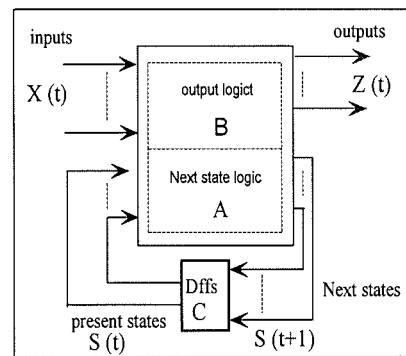 inputs
outputs
X (t)
Z (t)
output logict
B
Next state logic
A
Dffs
C
Next states
present states
S (t)
S (t+1)